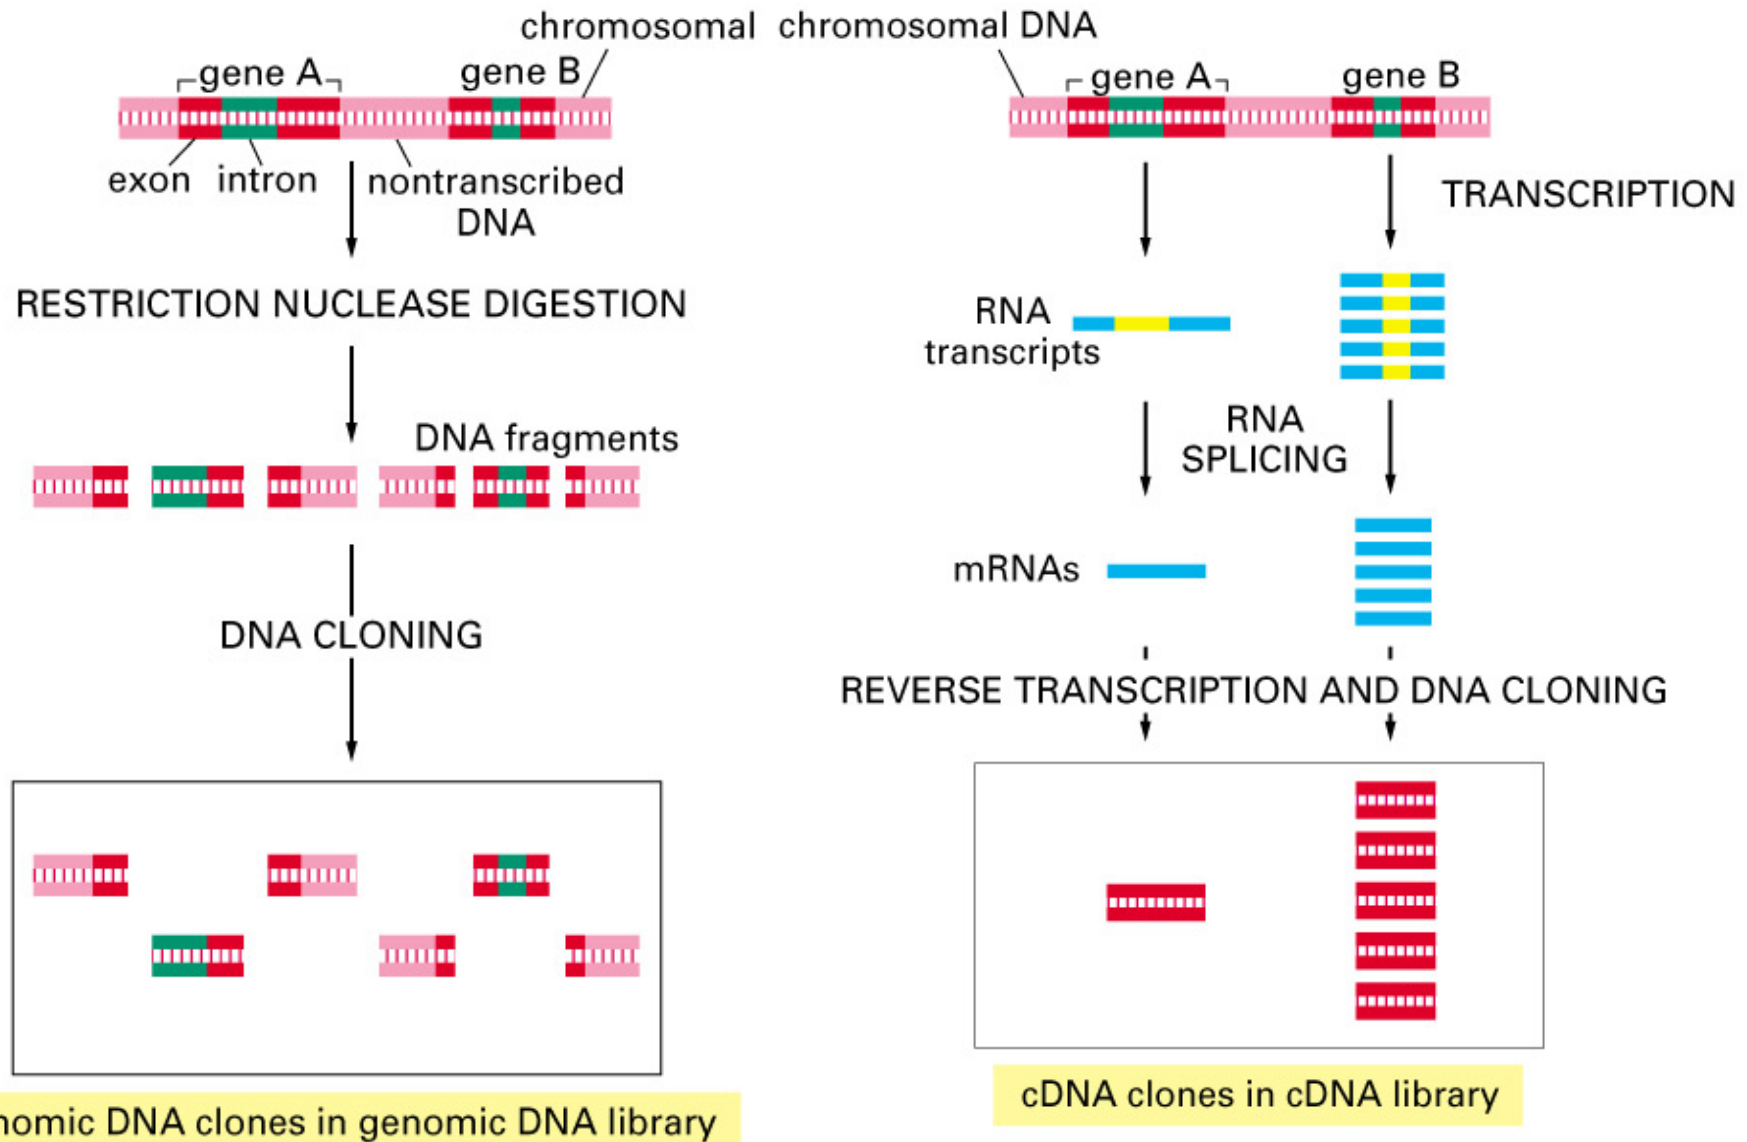 chromosomal
gene A
gene B
exon
intron
nontranscribed
DNA
RESTRICTION NUCLEASE DIGESTION
DNA fragments
DNA CLONING
nomic DNA clones in genomic DNA library
chromosomal DNA
gene A
gene B
TRANSCRIPTION
RNA
transcripts
RNA
SPLICING
mRNAs
REVERSE TRANSCRIPTION AND DNA CLONING
cDNA clones in cDNA library